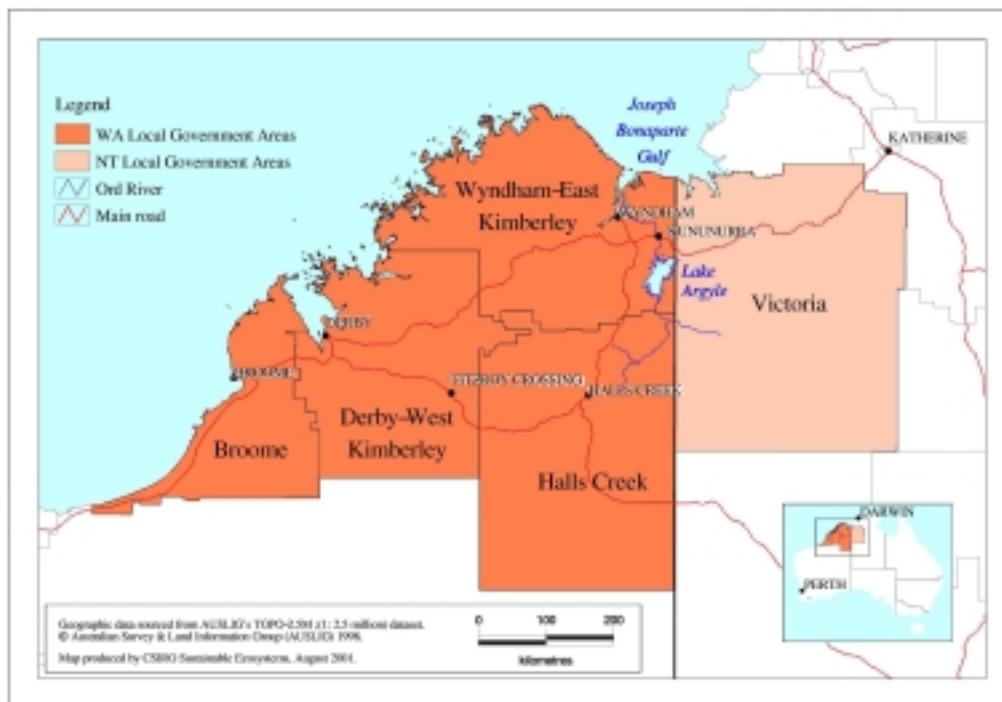 Legend
WA Local Government Areas
NT Local Government Areas
Ord River
Main road
Joseph
Bonaparte
Gulf
KATHERINE
Wyndham-East
Kimberley
WYNDHAM
KUNUNURRA
Lake
Argyle
Victoria
DERBY
BROOME
FITZROY CROSSING
HALLS CREEK
Derby-West
Kimberley
Broome
Halls Creek
DARWIN
PERTH
Geographic data sourced from AUSLIG's TOPO-2.5M (1: 2.5 million) dataset.
© Australian Survey & Land Information Group (AUSLIG) 1998.
Map produced by CSIRO Sustainable Ecosystems, August 2001.
0 100 200
kilometres